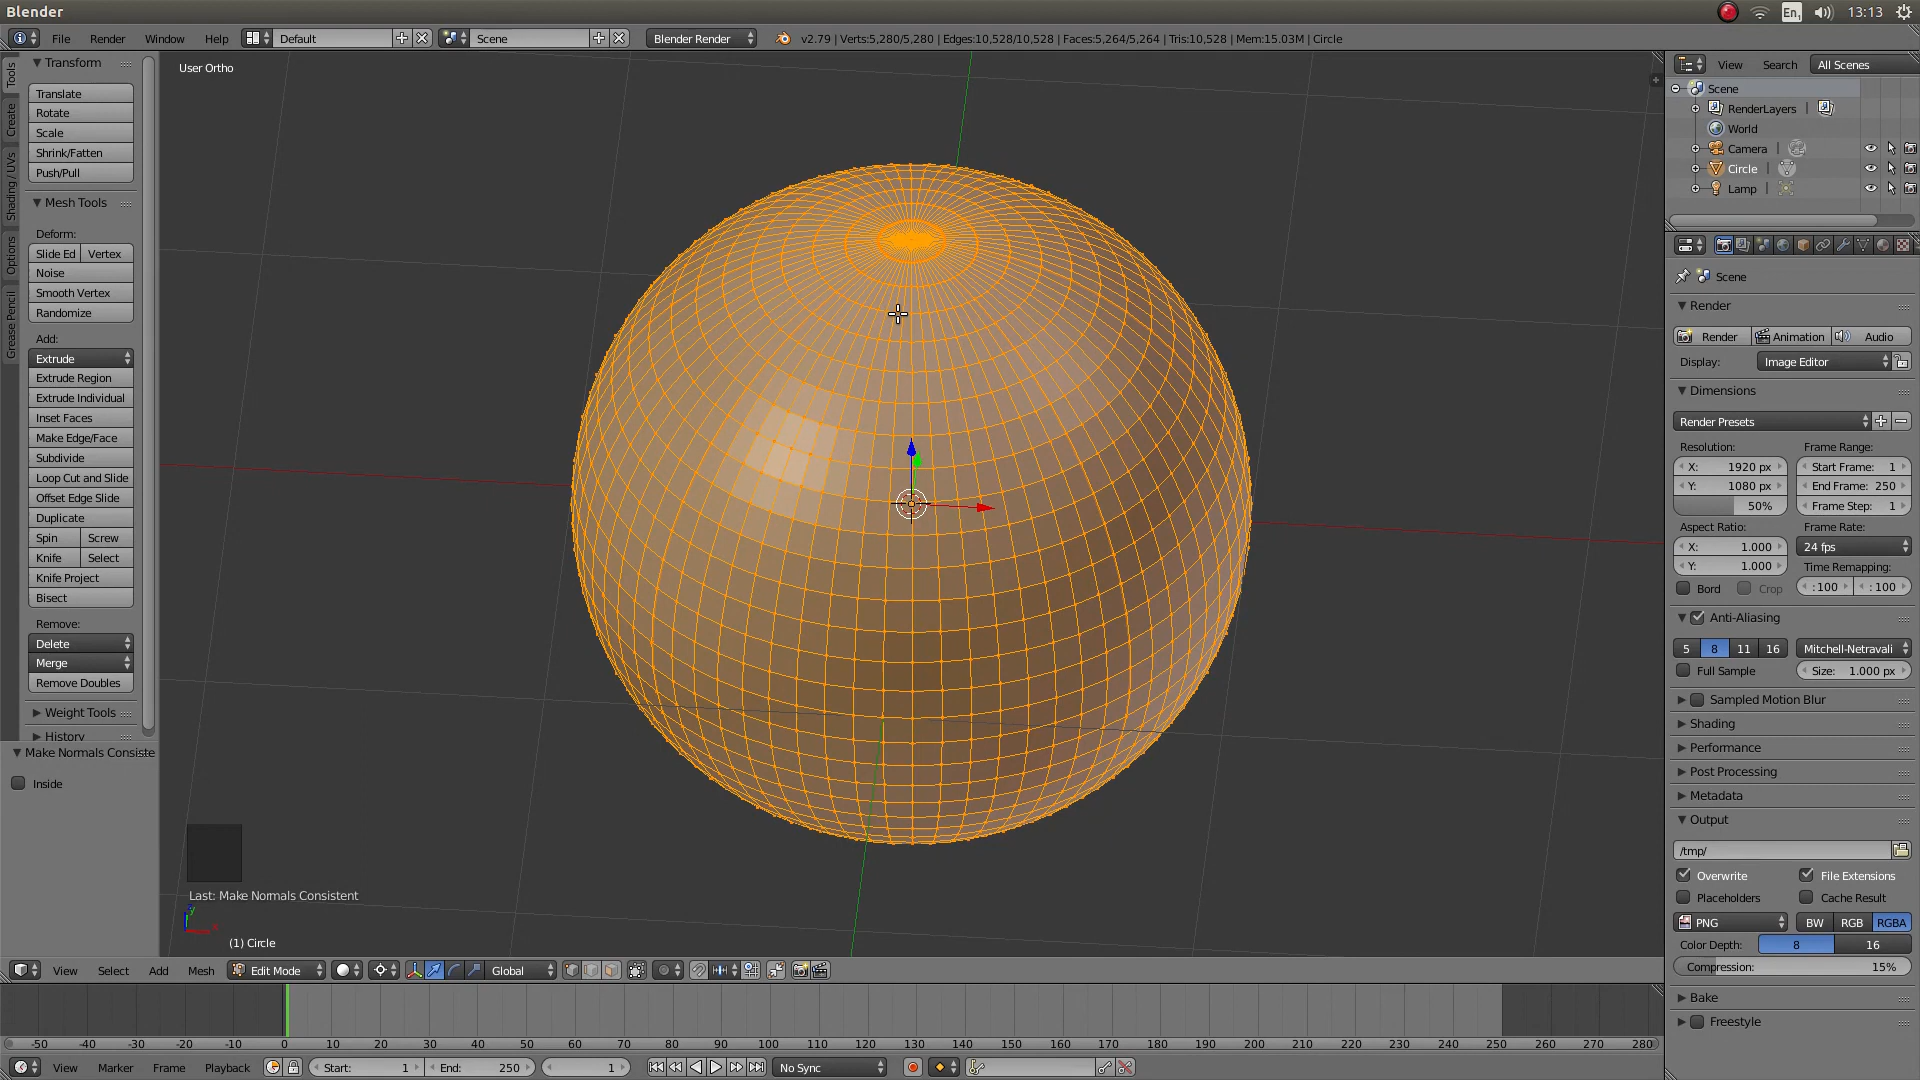 Blender
En1 13:13
File Render Window Help Default Scene Blender Render v2.79 | Verts:5,280/5,280 | Edges:10,528/10,528 | Faces:5,264/5,264 | Tris:10,528 | Mem:15.03M | Circle
Tools
Create
Shading / UVs
Options
Grease Pencil
Transform
Translate
Rotate
Scale
Shrink/Fatten
Push/Pull
Mesh Tools
Deform:
Slide Ed Vertex
Noise
Smooth Vertex
Randomize
Add:
Extrude
Extrude Region
Extrude Individual
Inset Faces
Make Edge/Face
Subdivide
Loop Cut and Slide
Offset Edge Slide
Duplicate
Spin Screw
Knife Select
Knife Project
Bisect
Remove:
Delete
Merge
Remove Doubles
Weight Tools
History
Make Normals Consiste
Inside
User Ortho
Last: Make Normals Consistent
y
x
(1) Circle
View Select Add Mesh Edit Mode Global
-50 -40 -30 -20 -10 0 10 20 30 40 50 60 70 80 90 100 110 120 130 140 150 160 170 180 190 200 210 220 230 240 250 260 270 280
View Marker Frame Playback Start: 1 End: 250 1 No Sync
View Search All Scenes
Scene
RenderLayers |
World
Camera |
Circle |
Lamp |
Scene
Render
Render Animation Audio
Display: Image Editor
Dimensions
Render Presets
Resolution: Frame Range:
X: 1920 px Start Frame: 1
Y: 1080 px End Frame: 250
50% Frame Step: 1
Aspect Ratio: Frame Rate:
X: 1.000 24 fps
Y: 1.000 Time Remapping:
Bord Crop :100 : 100
Anti-Aliasing
5 8 11 16 Mitchell-Netravali
Full Sample Size: 1.000 px
Sampled Motion Blur
Shading
Performance
Post Processing
Metadata
Output
/tmp/
Overwrite File Extensions
Placeholders Cache Result
PNG BW RGB RGBA
Color Depth: 8 16
Compression: 15%
Bake
Freestyle